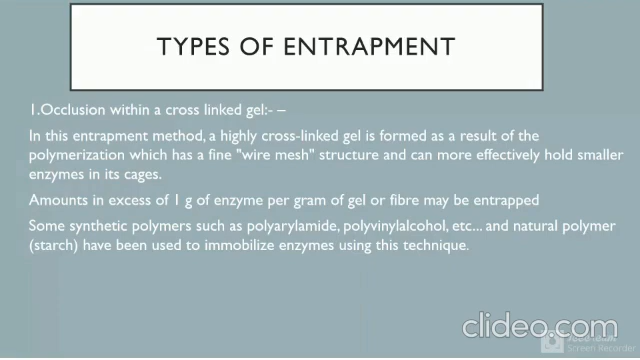 TYPES OF ENTRAPMENT
1.Occlusion within a cross linked gel:- –
In this entrapment method, a highly cross-linked gel is formed as a result of the
polymerization which has a fine "wire mesh" structure and can more effectively hold smaller
enzymes in its cages.
Amounts in excess of 1 g of enzyme per gram of gel or fibre may be entrapped
Some synthetic polymers such as polyarylamide, polyvinylalcohol, etc... and natural polymer
(starch) have been used to immobilize enzymes using this technique.
clideo.com
Screen Recorder